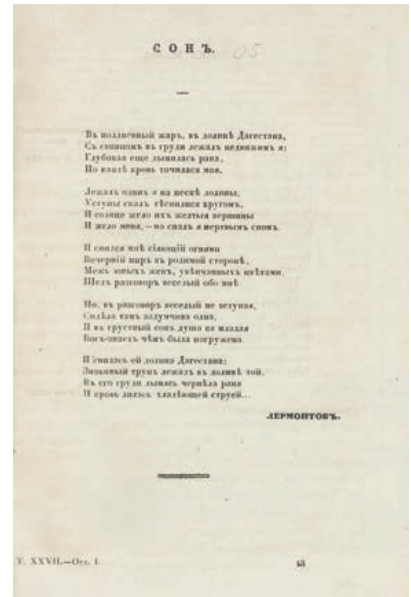 СОНЪ.
05
Въ полдневный жаръ, въ долинѣ Дагестана,
Съ свинцомъ въ груди лежалъ недвижимъ я;
Глубокая еще дымилась рана,
По каплѣ кровь точилася моя.
Лежалъ одинъ я на пескѣ долины,
Уступы скалъ тѣснилися кругомъ,
И солнце жгло ихъ желтыя вершины
И жгло меня, — но спалъ я мертвымъ сномъ.
И снился мнѣ сіяющій огнями
Вечерній пиръ въ родимой сторонѣ,
Межъ юныхъ женъ, увѣнчанныхъ цвѣтами,
Шелъ разговоръ веселый обо мнѣ
Но, въ разговоръ веселый не вступая,
Сидѣла тамъ задумчиво одна,
И въ грустный сонъ душа ея младая
Богъ-знаетъ чѣмъ была погружена
И снилась ей долина Дагестана;
Знакомый трупъ лежалъ въ долинѣ той,
Въ его груди дымясь чернѣла рана
И кровь лилась хладѣющей струей...
ЛЕРМОНТОВЪ.
Т. XXVII.—Отд. I.